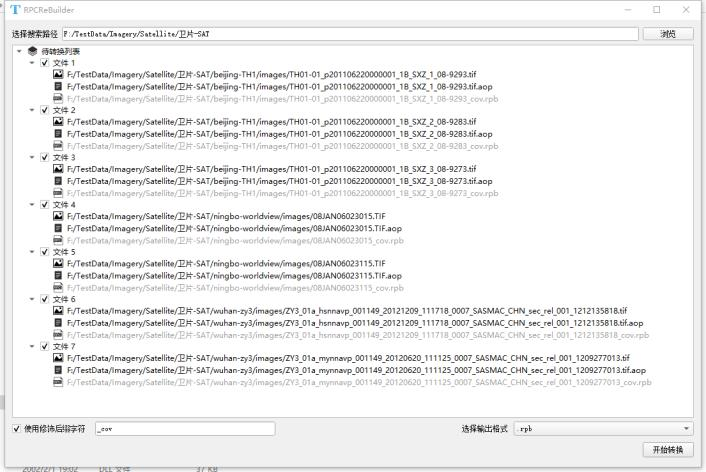 RPCReBuilder
选择搜索路径 F:/TestData/Imagery/Satellite/卫片-SAT 浏览
待转换列表
文件 1
F:/TestData/Imagery/Satellite/卫片-SAT/beijing-TH1/images/TH01-01_p201106220000001_1B_SXZ_1_08-9293.tif
F:/TestData/Imagery/Satellite/卫片-SAT/beijing-TH1/images/TH01-01_p201106220000001_1B_SXZ_1_08-9293.tif.aop
F:/TestData/Imagery/Satellite/卫片-SAT/beijing-TH1/images/TH01-01_p201106220000001_1B_SXZ_1_08-9293_cov.rpb
文件 2
F:/TestData/Imagery/Satellite/卫片-SAT/beijing-TH1/images/TH01-01_p201106220000001_1B_SXZ_2_08-9283.tif
F:/TestData/Imagery/Satellite/卫片-SAT/beijing-TH1/images/TH01-01_p201106220000001_1B_SXZ_2_08-9283.tif.aop
F:/TestData/Imagery/Satellite/卫片-SAT/beijing-TH1/images/TH01-01_p201106220000001_1B_SXZ_2_08-9283_cov.rpb
文件 3
F:/TestData/Imagery/Satellite/卫片-SAT/beijing-TH1/images/TH01-01_p201106220000001_1B_SXZ_3_08-9273.tif
F:/TestData/Imagery/Satellite/卫片-SAT/beijing-TH1/images/TH01-01_p201106220000001_1B_SXZ_3_08-9273.tif.aop
F:/TestData/Imagery/Satellite/卫片-SAT/beijing-TH1/images/TH01-01_p201106220000001_1B_SXZ_3_08-9273_cov.rpb
文件 4
F:/TestData/Imagery/Satellite/卫片-SAT/ningbo-worldview/images/08JAN06023015.TIF
F:/TestData/Imagery/Satellite/卫片-SAT/ningbo-worldview/images/08JAN06023015.TIF.aop
F:/TestData/Imagery/Satellite/卫片-SAT/ningbo-worldview/images/08JAN06023015_cov.rpb
文件 5
F:/TestData/Imagery/Satellite/卫片-SAT/ningbo-worldview/images/08JAN06023115.TIF
F:/TestData/Imagery/Satellite/卫片-SAT/ningbo-worldview/images/08JAN06023115.TIF.aop
F:/TestData/Imagery/Satellite/卫片-SAT/ningbo-worldview/images/08JAN06023115_cov.rpb
文件 6
F:/TestData/Imagery/Satellite/卫片-SAT/wuhan-zy3/images/ZY3_01a_hsnnavp_001149_20121209_111718_0007_SASMAC_CHN_sec_rel_001_1212135818.tif
F:/TestData/Imagery/Satellite/卫片-SAT/wuhan-zy3/images/ZY3_01a_hsnnavp_001149_20121209_111718_0007_SASMAC_CHN_sec_rel_001_1212135818.tif.aop
F:/TestData/Imagery/Satellite/卫片-SAT/wuhan-zy3/images/ZY3_01a_hsnnavp_001149_20121209_111718_0007_SASMAC_CHN_sec_rel_001_1212135818_cov.rpb
文件 7
F:/TestData/Imagery/Satellite/卫片-SAT/wuhan-zy3/images/ZY3_01a_mynnavp_001149_20120620_111125_0007_SASMAC_CHN_sec_rel_001_1209277013.tif
F:/TestData/Imagery/Satellite/卫片-SAT/wuhan-zy3/images/ZY3_01a_mynnavp_001149_20120620_111125_0007_SASMAC_CHN_sec_rel_001_1209277013.tif.aop
F:/TestData/Imagery/Satellite/卫片-SAT/wuhan-zy3/images/ZY3_01a_mynnavp_001149_20120620_111125_0007_SASMAC_CHN_sec_rel_001_1209277013_cov.rpb
使用修饰后缀字符 _cov 选择输出格式 .rpb
开始转换
2002/2/1 19:02 DLL 文件 37 KB